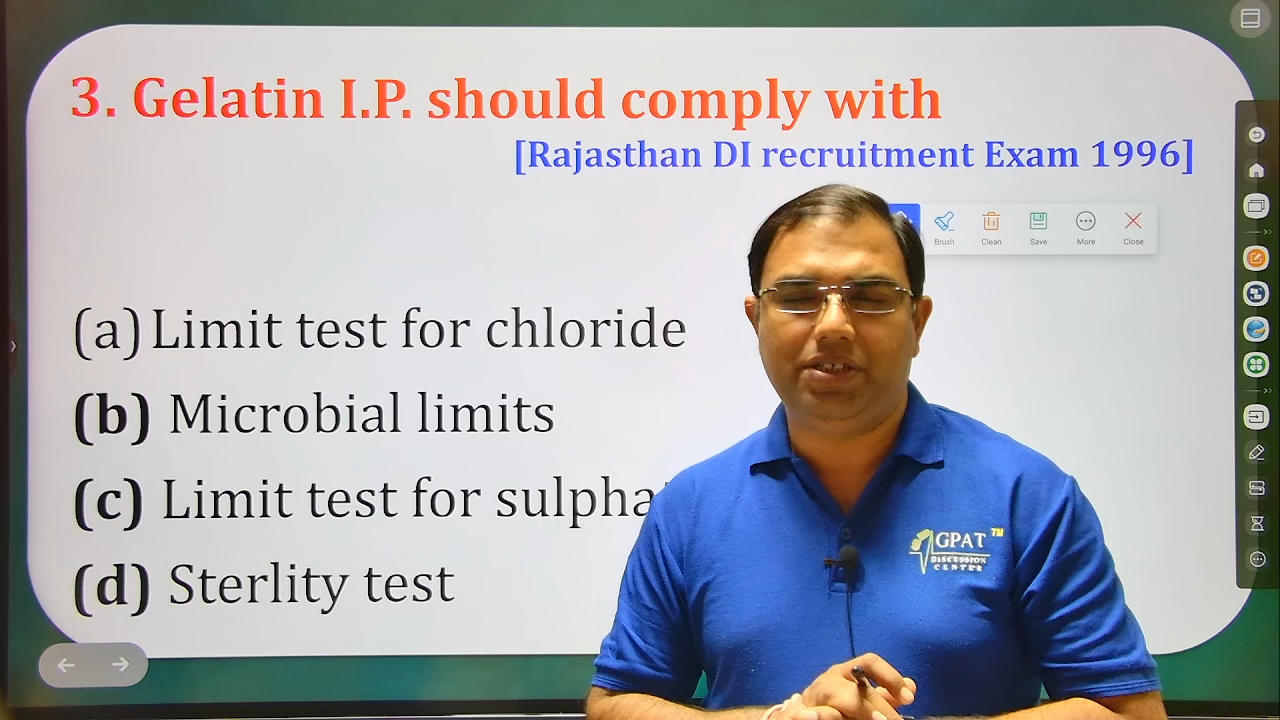 3. Gelatin I.P. should comply with
[Rajasthan DI recruitment Exam 1996]
Brush Clean Save More Close
(a) Limit test for chloride
(b) Microbial limits
(c) Limit test for
(d) Sterlity test
GPAT TM
DISCUSSION
CENTER